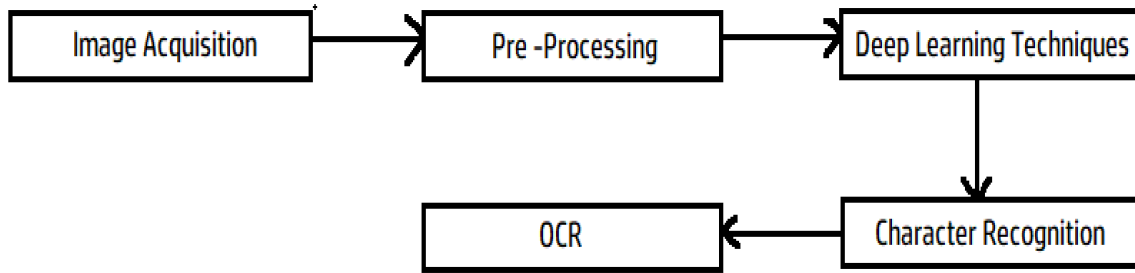 Image Acquisition
Pre -Processing
Deep Learning Techniques
Character Recognition
OCR